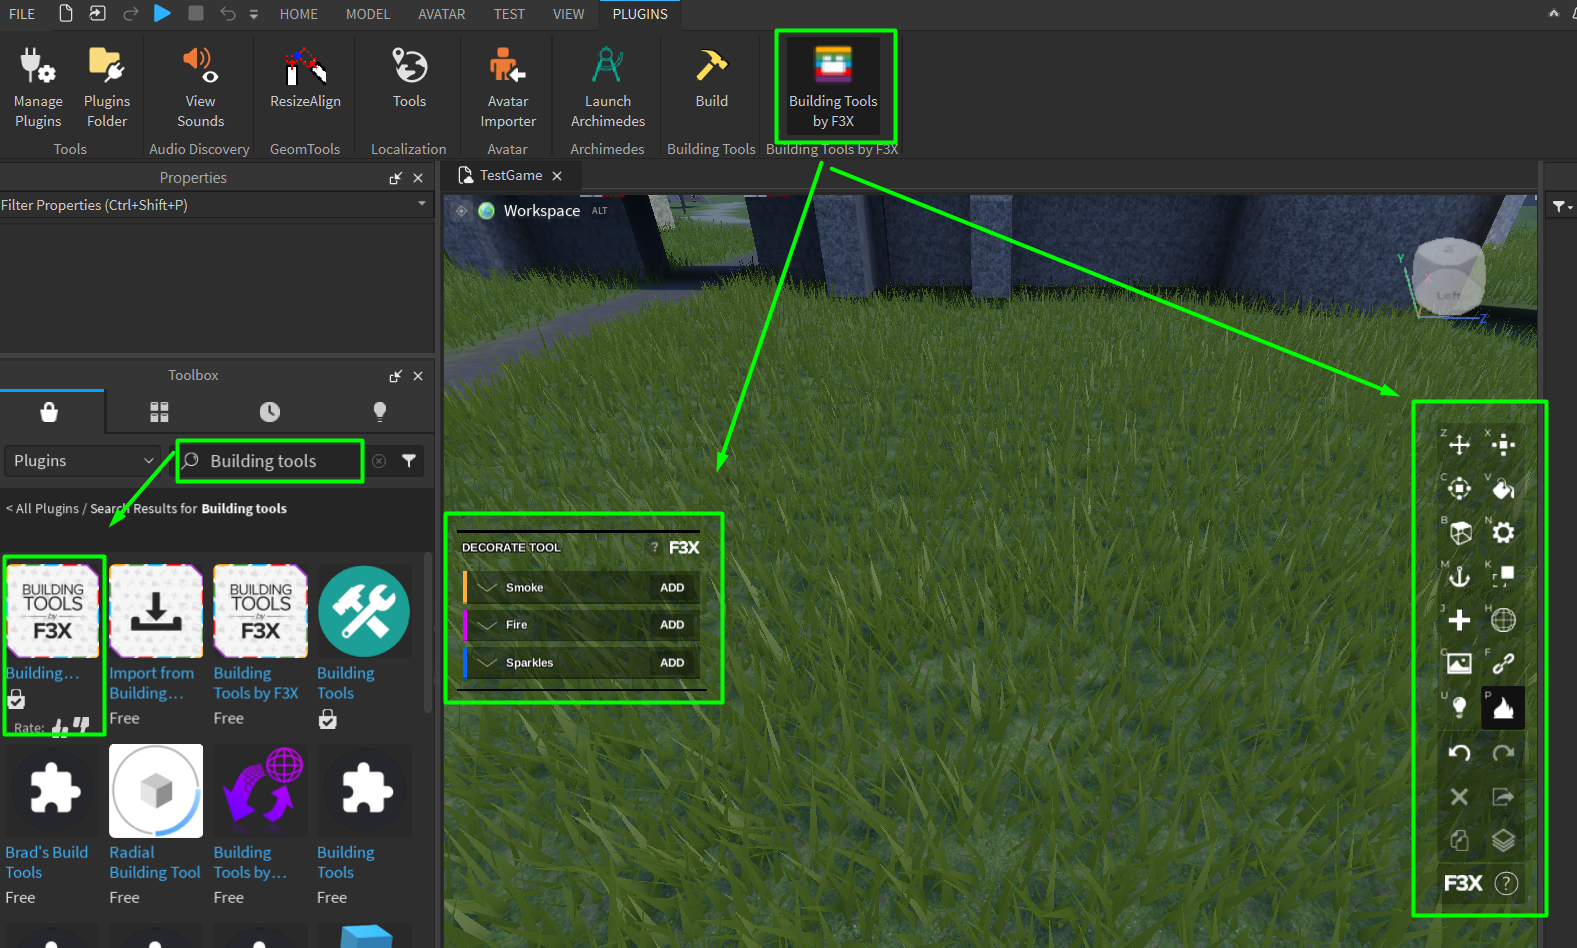 FILE
HOME
MODEL
AVATAR
TEST
VIEW
PLUGINS
Manage
Plugins
Plugins
Folder
View
Sounds
ResizeAlign
Tools
Avatar
Importer
Launch
Archimedes
Build
Building Tools
by F3X
Tools
Audio Discovery
GeomTools
Localization
Avatar
Archimedes
Building Tools
Building Tools by F3X
Properties
Filter Properties (Ctrl+Shift+P)
TestGame
Workspace
ALT
Y
X
Z
Left
Toolbox
Plugins
Building tools
< All Plugins / Search Results for Building tools
BUILDING
TOOLS
by
F3X
Building...
Rate:
Import from
Building...
Free
BUILDING
TOOLS
by
F3X
Building
Tools by F3X
Free
Building
Tools
Brad's Build
Tools
Free
Radial
Building Tool
Free
Building
Tools by...
Free
Building
Tools
Free
DECORATE TOOL
?
F3X
Smoke
ADD
Fire
ADD
Sparkles
ADD
Z
X
C
V
B
N
M
K
J
H
G
F
U
P
F3X
?